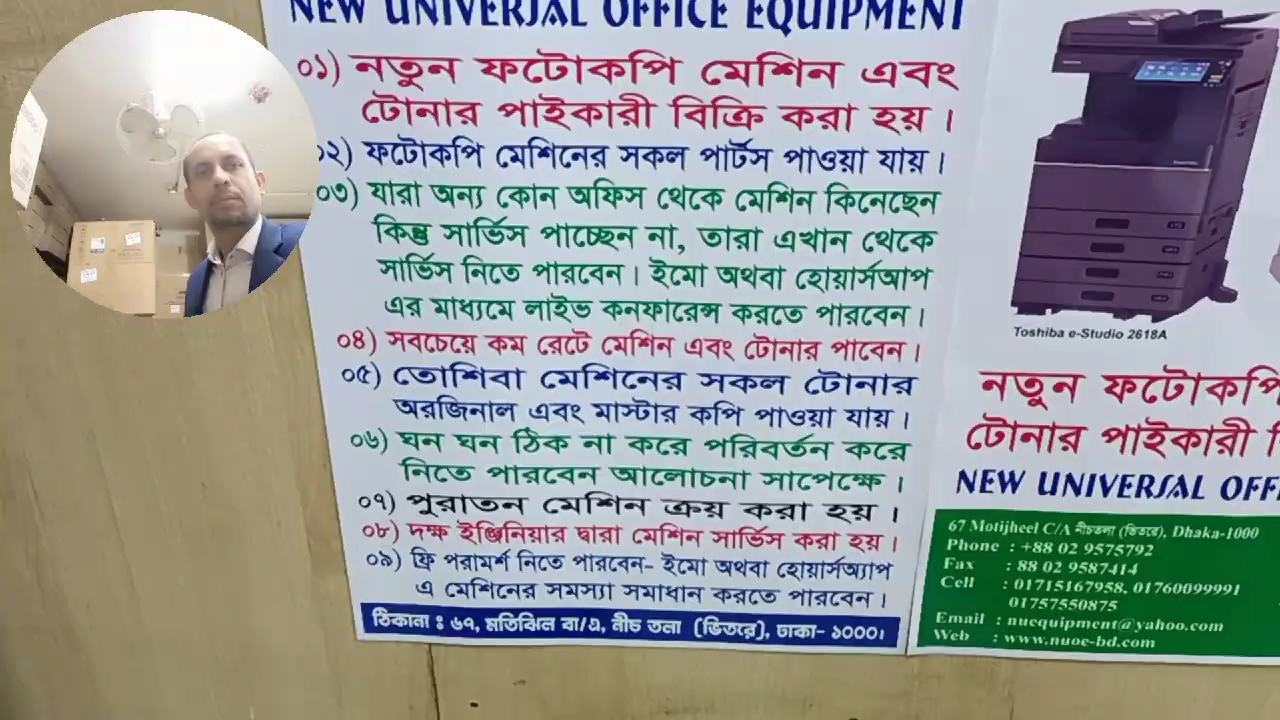 NEW UNIVERSAL OFFICE EQUIPMENT
০১) নতুন ফটোকপি মেশিন এবং
টোনার পাইকারী বিক্রি করা হয়।
০২) ফটোকপি মেশিনের সকল পার্টস পাওয়া যায়।
০৩) যারা অন্য কোন অফিস থেকে মেশিন কিনেছেন
কিন্তু সার্ভিস পাচ্ছেন না, তারা এখান থেকে
সার্ভিস নিতে পারবেন। ইমো অথবা হোয়ার্সআপ
এর মাধ্যমে লাইভ কনফারেন্স করতে পারবেন।
০৪) সবচেয়ে কম রেটে মেশিন এবং টোনার পাবেন।
০৫) তোশিবা মেশিনের সকল টোনার
অরজিনাল এবং মাস্টার কপি পাওয়া যায়।
০৬) ঘন ঘন ঠিক না করে পরিবর্তন করে
নিতে পারবেন আলোচনা সাপেক্ষে।
০৭) পুরাতন মেশিন ক্রয় করা হয়।
০৮) দক্ষ ইঞ্জিনিয়ার দ্বারা মেশিন সার্ভিস করা হয়।
০৯) ফ্রি পরামর্শ নিতে পারবেন- ইমো অথবা হোয়ার্সঅ্যাপ
এ মেশিনের সমস্যা সমাধান করতে পারবেন।
ঠিকানা : ৬৭, মতিঝিল বা/এ, নীচ তলা (ভিতরে), ঢাকা- ১০০০।
Toshiba e-Studio 2618A
নতুন ফটোকপি
টোনার পাইকারী
NEW UNIVERSAL OFF
67 Motijheel C/A নীচতলা (ভিতরে), Dhaka-1000
Phone : +88 02 9575792
Fax : 88 02 9587414
Cell : 01715167958, 01760099991
01757550875
Email : nuequipment@yahoo.com
Web : www.nuoe-bd.com